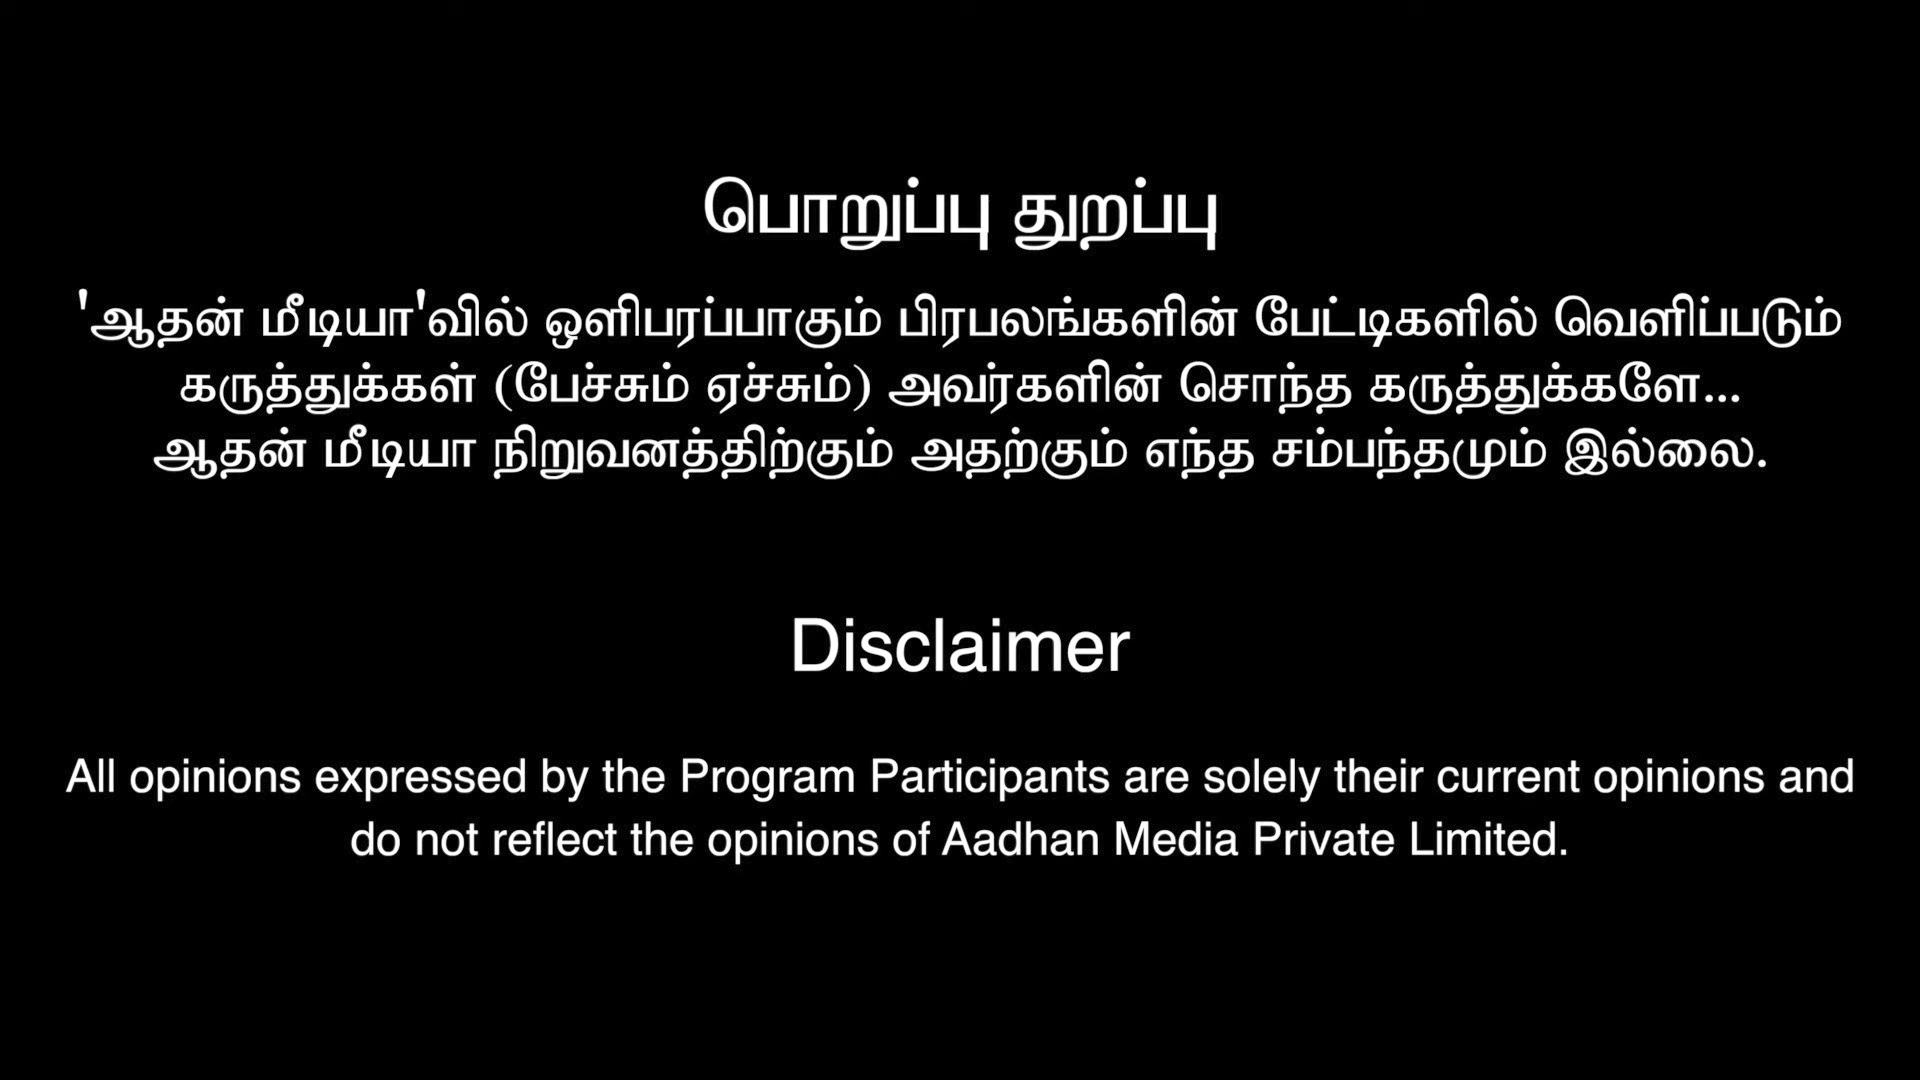 பொறுப்பு துறப்பு
'ஆதன் மீடியா'வில் ஒளிபரப்பாகும் பிரபலங்களின் பேட்டிகளில் வெளிப்படும்
கருத்துக்கள் (பேச்சும் ஏச்சும்) அவர்களின் சொந்த கருத்துக்களே...
ஆதன் மீடியா நிறுவனத்திற்கும் அதற்கும் எந்த சம்பந்தமும் இல்லை.
Disclaimer
All opinions expressed by the Program Participants are solely their current opinions and
do not reflect the opinions of Aadhan Media Private Limited.